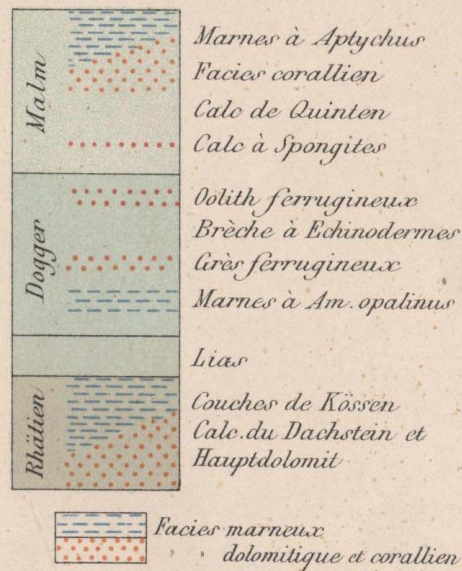 Malm
Marnes à Aptychus
Facies corallien
Calc de Quinten
Calc à Spongites
Dogger
Oolith ferrugineux
Brèche à Echinodermes
Grès ferrugineux
Marnes à Am. opalinus
Lias
Rhätien
Couches de Kössen
Calc. du Dachstein et
Hauptdolomit
Facies marneux
" " dolomitique et corallien